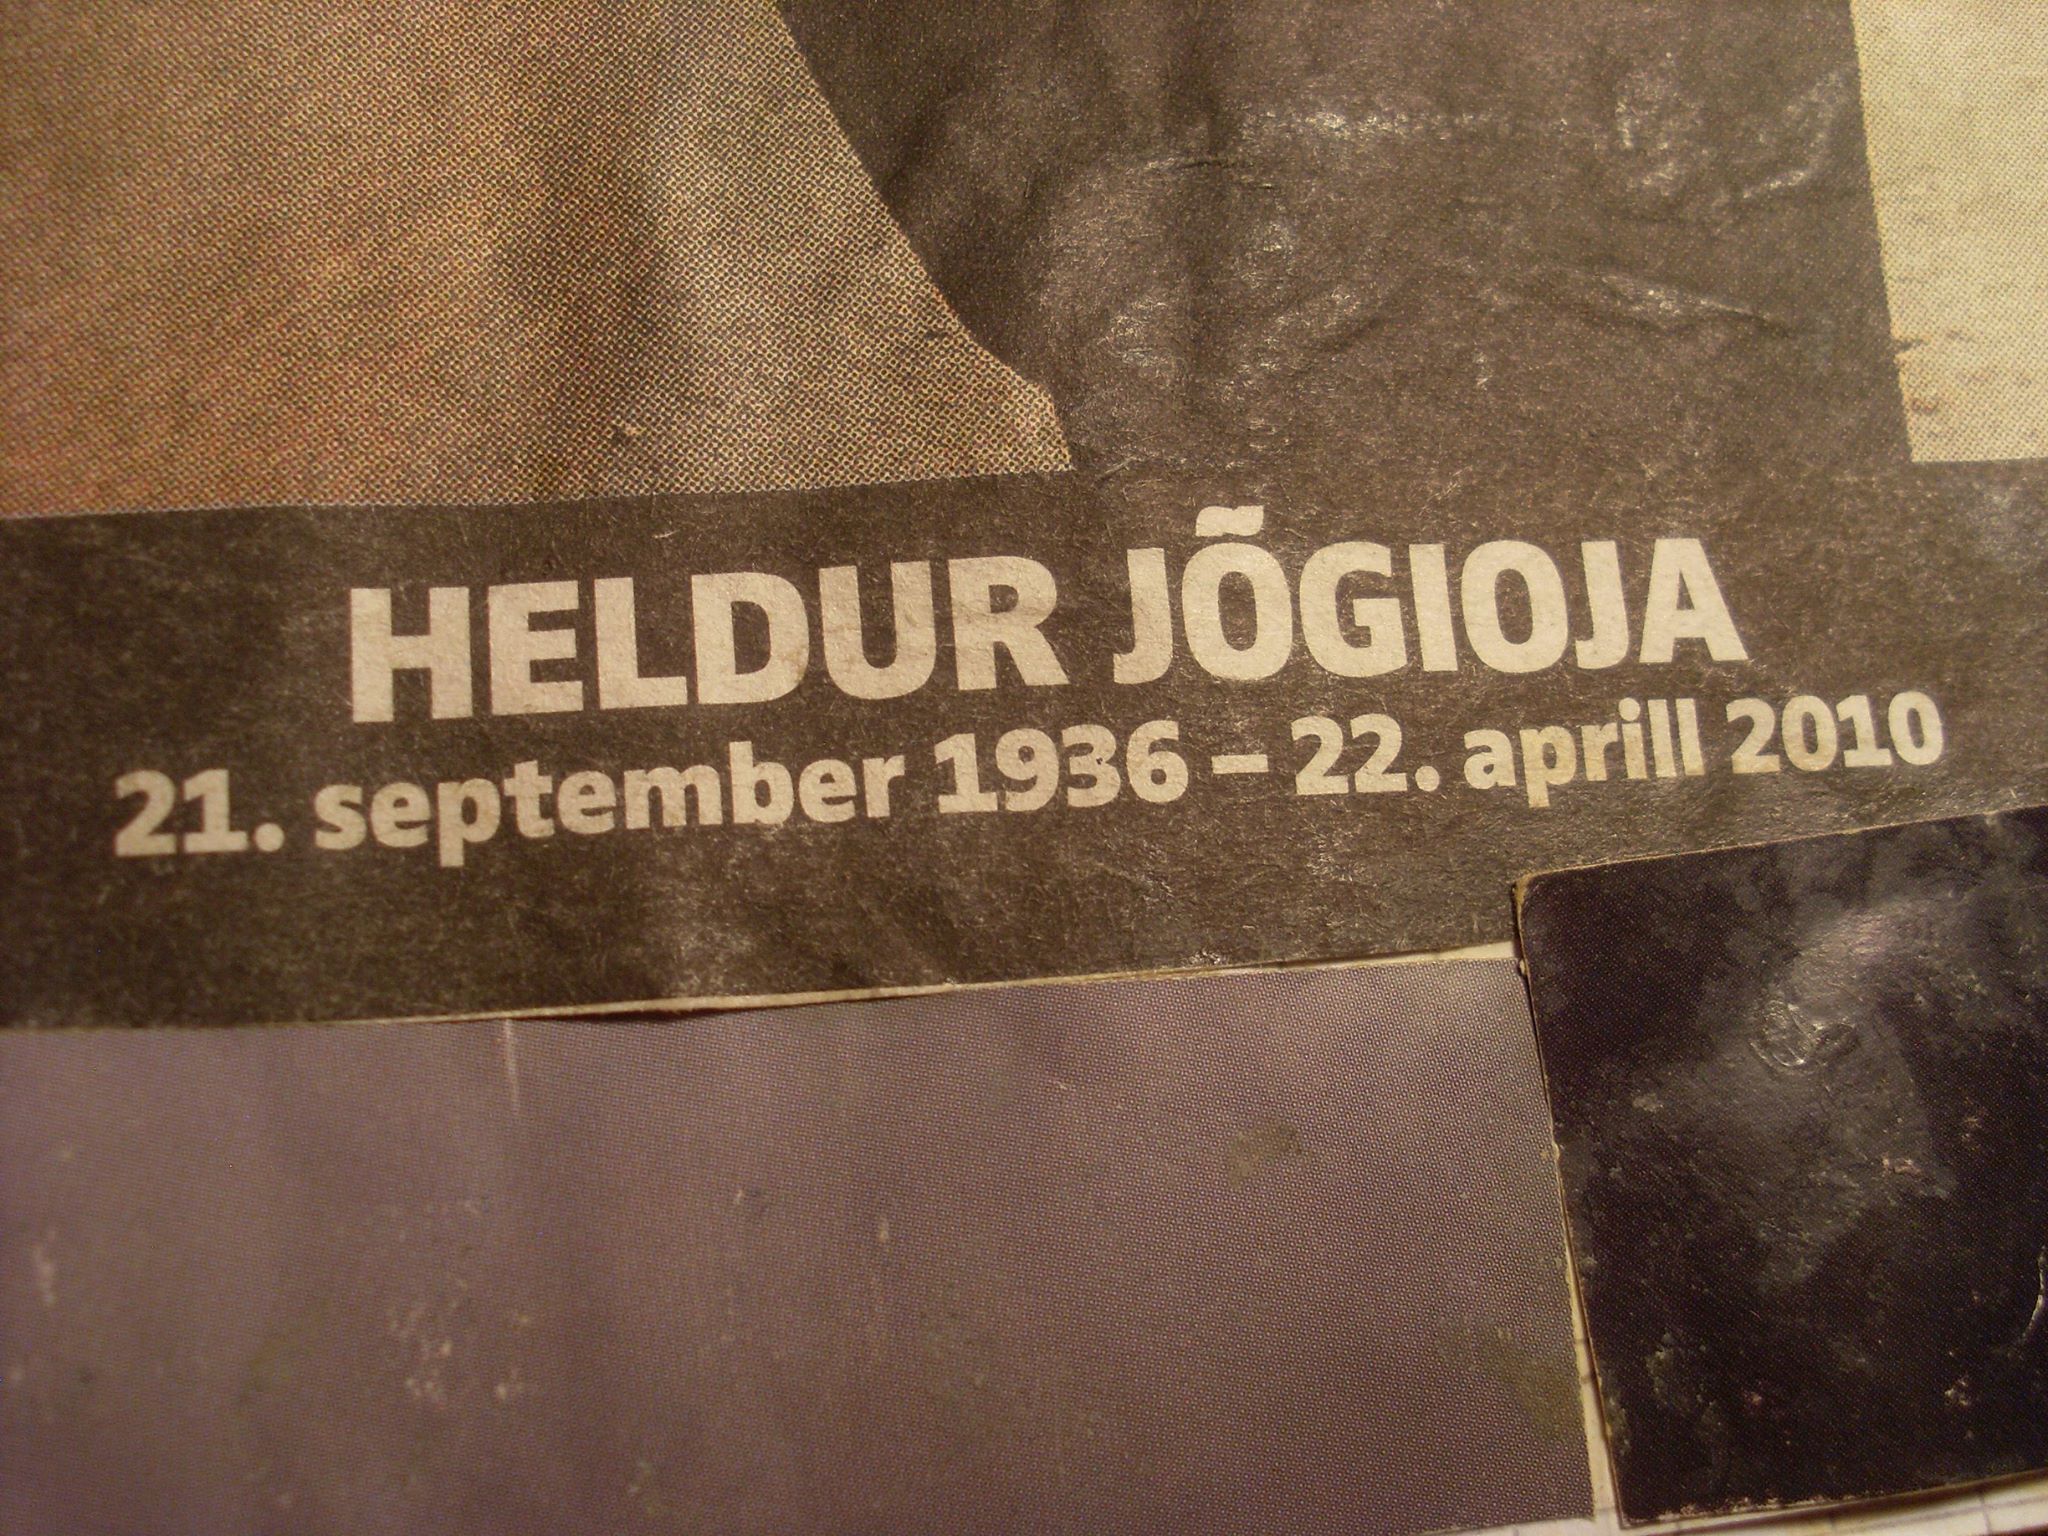 HELDUR JÕGIOJA
21. september 1936 – 22. aprill 2010